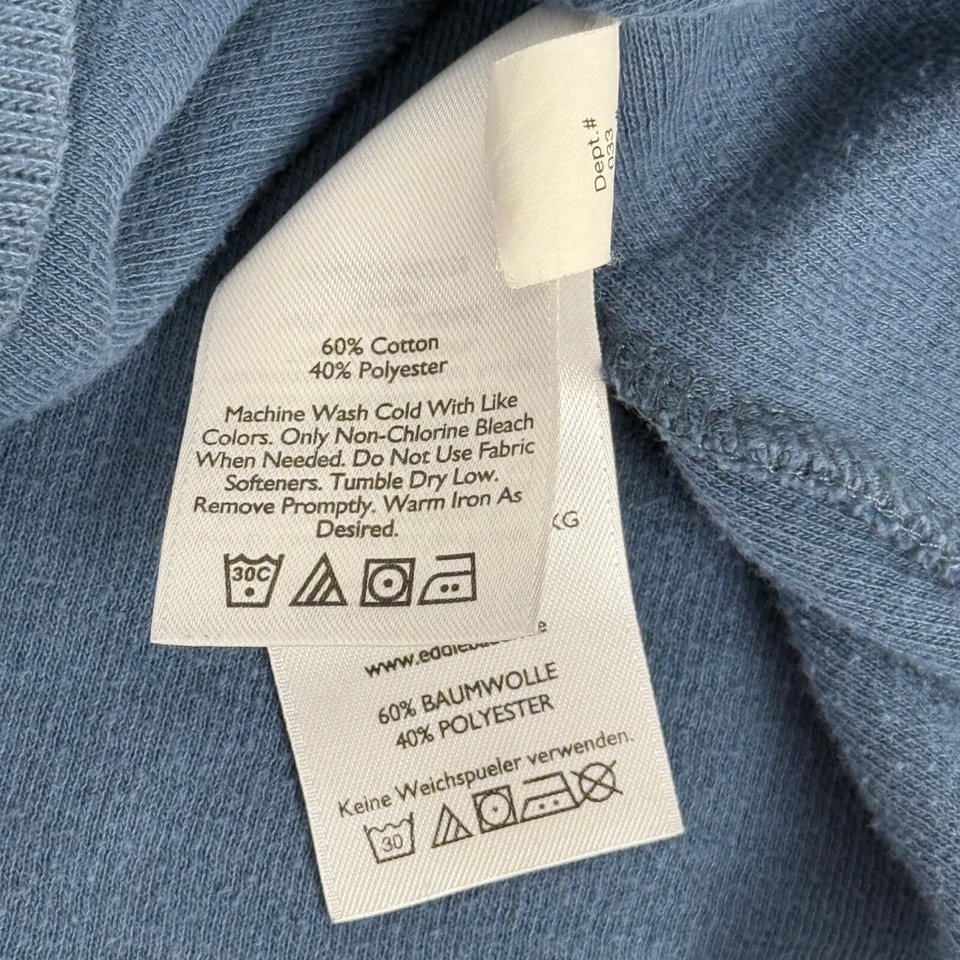 Dept.#
033
60% Cotton
40% Polyester
Machine Wash Cold With Like
Colors. Only Non-Chlorine Bleach
When Needed. Do Not Use Fabric
Softeners. Tumble Dry Low.
Remove Promptly. Warm Iron As
Desired.
30C
KG
60% BAUMWOLLE
40% POLYESTER
Keine Weichspueler verwenden.
30